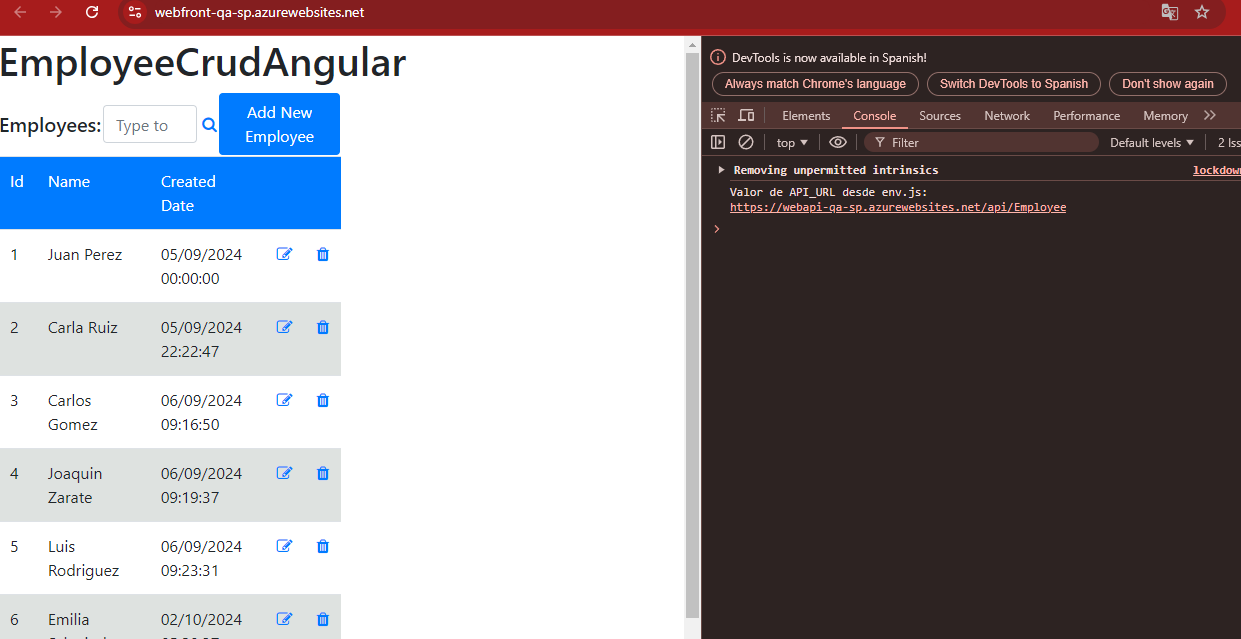 webfront-qa-sp.azurewebsites.net
EmployeeCrudAngular
Employees: Type to
Add New
Employee
Id Name Created
Date
1 Juan Perez 05/09/2024
00:00:00
2 Carla Ruiz 05/09/2024
22:22:47
3 Carlos 06/09/2024
Gomez 09:16:50
4 Joaquin 06/09/2024
Zarate 09:19:37
5 Luis 06/09/2024
Rodriguez 09:23:31
6 Emilia 02/10/2024
DevTools is now available in Spanish!
Always match Chrome's language Switch DevTools to Spanish Don't show again
Elements Console Sources Network Performance Memory
top Filter Default levels 2 Iss
Removing unpermitted intrinsics lockdown
Valor de API_URL desde env.js:
https://webapi-qa-sp.azurewebsites.net/api/Employee